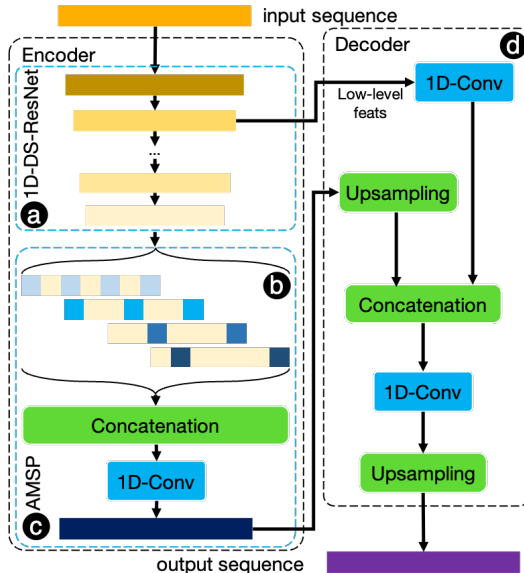 input sequence
Encoder
1D-DS-ResNet
...
a
b
Concatenation
1D-Conv
AMSP
c
output sequence
Decoder
d
Low-level
feats
1D-Conv
Upsampling
Concatenation
1D-Conv
Upsampling